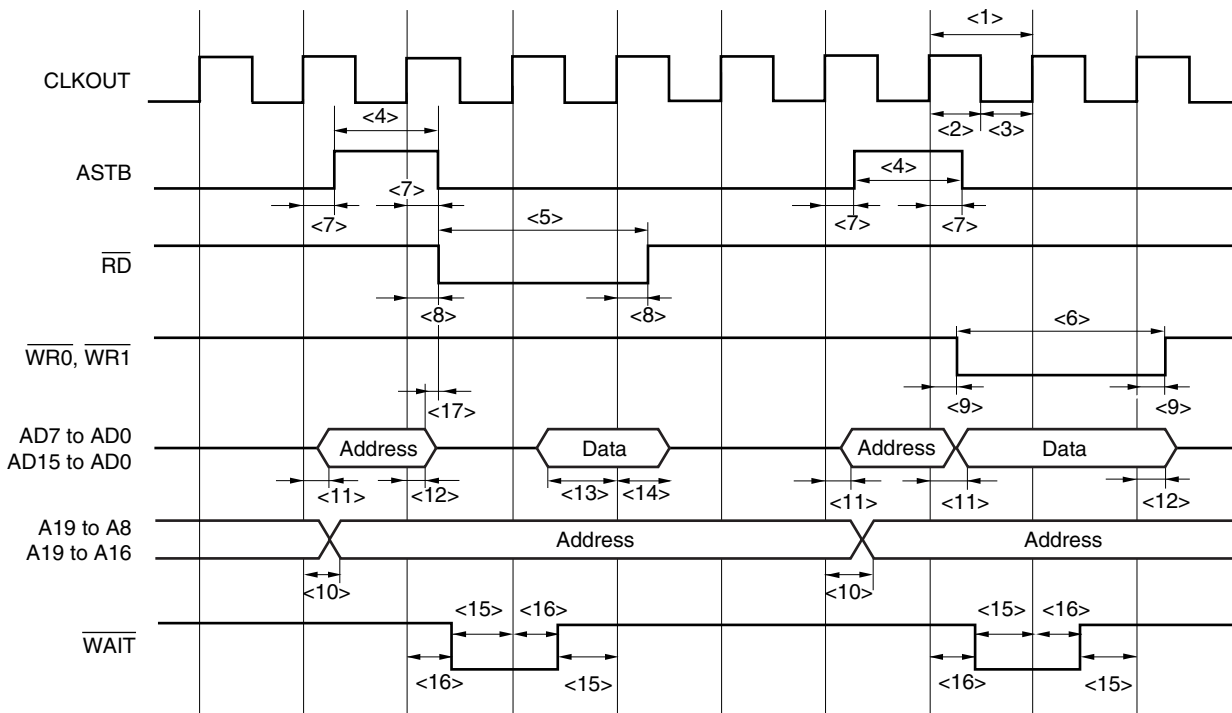 <1>
CLKOUT
<4>
<2>
<3>
ASTB
<4>
<7>
<7>
<5>
<7>
<7>
RD
<8>
<8>
<6>
WR0, WR1
<17>
<9>
<9>
AD7 to AD0
AD15 to AD0
Address
Data
Address
Data
<11>
<12>
<13>
<14>
<11>
<11>
<12>
A19 to A8
A19 to A16
Address
Address
<10>
<10>
<15>
<16>
<15>
<16>
WAIT
<16>
<15>
<16>
<15>